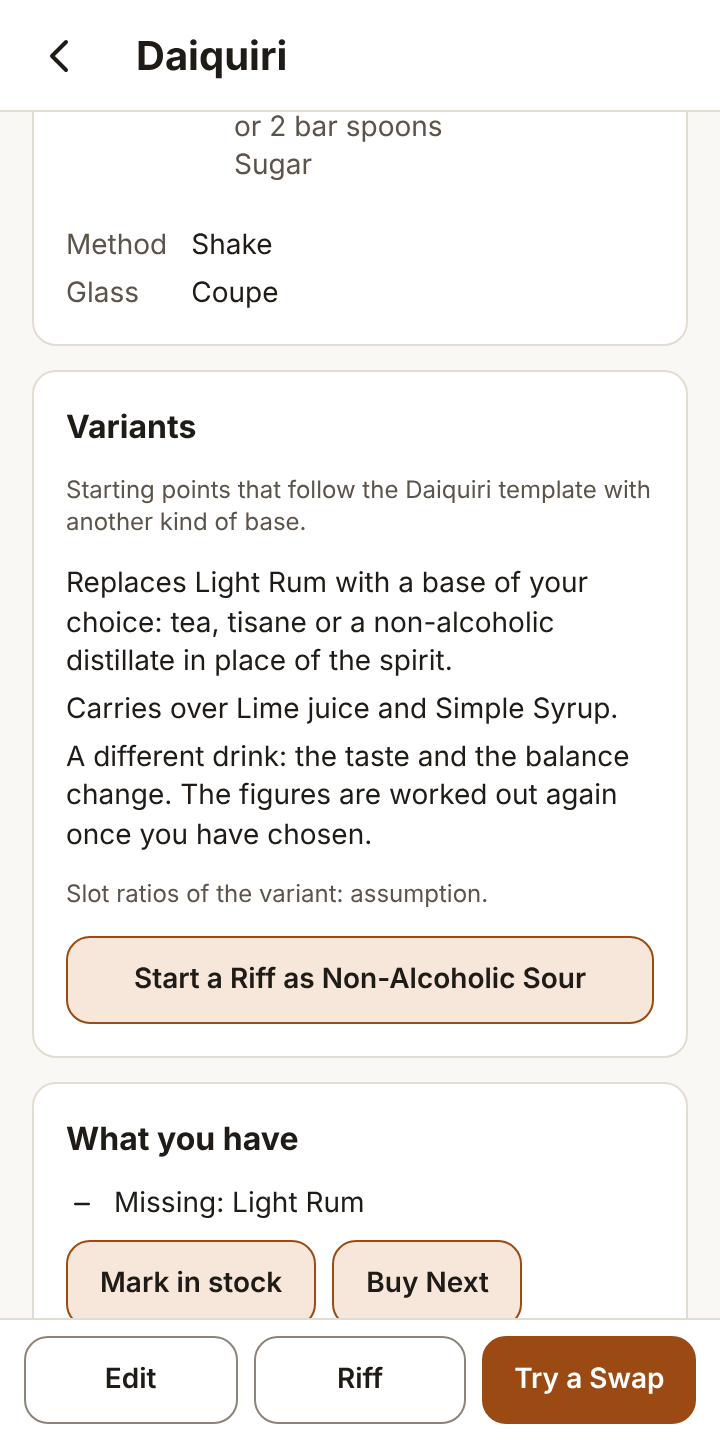 Daiquiri
or 2 bar spoons
Sugar
Method Shake
Glass Coupe
Variants
Starting points that follow the Daiquiri template with
another kind of base.
Replaces Light Rum with a base of your
choice: tea, tisane or a non-alcoholic
distillate in place of the spirit.
Carries over Lime juice and Simple Syrup.
A different drink: the taste and the balance
change. The figures are worked out again
once you have chosen.
Slot ratios of the variant: assumption.
Start a Riff as Non-Alcoholic Sour
What you have
– Missing: Light Rum
Mark in stock Buy Next
Edit Riff Try a Swap